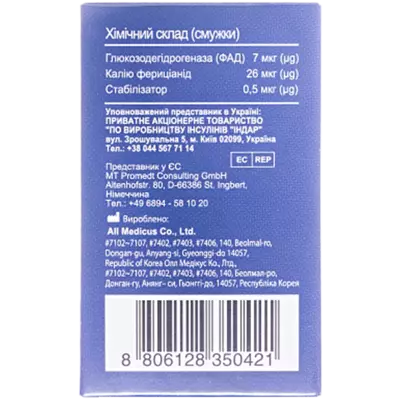 Хімічний склад (смужки)
Глюкозодегідрогеназа (ФАД) 7 мкг (μg)
Калію фериціанід 26 мкг (μg)
Стабілізатор 0,5 мкг (μg)
Уповноважений представник в Україні:
ПРИВАТНЕ АКЦІОНЕРНЕ ТОВАРИСТВО
"ПО ВИРОБНИЦТВУ ІНСУЛІНІВ "ІНДАР"
вул. Зрошувальна 5, м. Київ 02099, Україна
Тел.: +38 044 567 71 14
Представник у ЄС
EC REP
MT Promedt Consulting GmbH
Altenhofstr. 80, D-66386 St. Ingbert,
Німеччина
Тел.: +49 6894 - 58 10 20
Вироблено:
All Medicus Co., Ltd.
#7102~7107, #7402, #7403, #7406, 140, Beolmal-ro,
Dongan-gu, Anyang-si, Gyeonggi-do 14057,
Republic of Korea Олл Медікус Ко., Лтд.,
#7102~7107, #7402, #7403, #7406, 140, Беолмал-ро,
Донган-гу, Анянг- си, Гьонггі-до, 14057, Республіка Корея
8 806128 350421